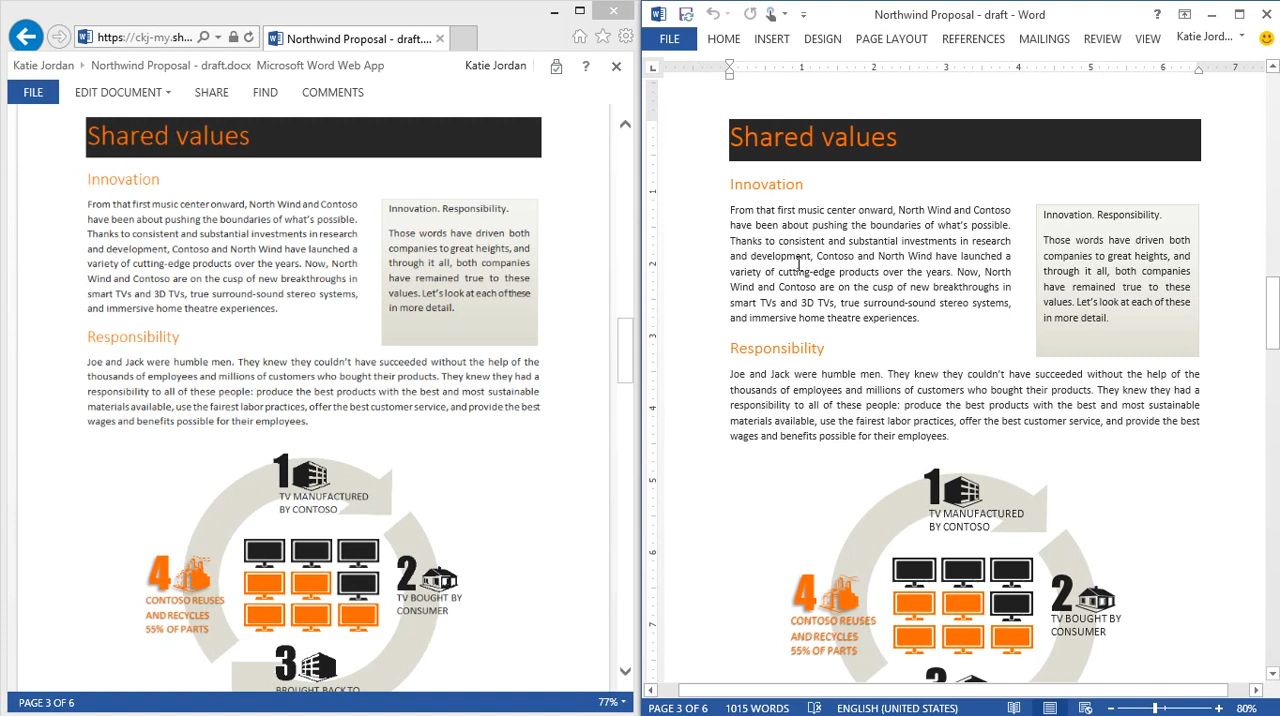 https://ckj-my.sh...
Northwind Proposal - draft....
Katie Jordan
Northwind Proposal - draft.docx
Microsoft Word Web App
Katie Jordan
?
FILE
EDIT DOCUMENT
SHARE
FIND
COMMENTS
Shared values
Innovation
From that first music center onward, North Wind and Contoso
have been about pushing the boundaries of what's possible.
Thanks to consistent and substantial investments in research
and development, Contoso and North Wind have launched a
variety of cutting-edge products over the years. Now, North
Wind and Contoso are on the cusp of new breakthroughs in
smart TVs and 3D TVs, true surround-sound stereo systems,
and immersive home theatre experiences.
Innovation. Responsibility.
Those words have driven both
companies to great heights, and
through it all, both companies
have remained true to these
values. Let's look at each of these
in more detail.
Responsibility
Joe and Jack were humble men. They knew they couldn't have succeeded without the help of the
thousands of employees and millions of customers who bought their products. They knew they had a
responsibility to all of these people: produce the best products with the best and most sustainable
materials available, use the fairest labor practices, offer the best customer service, and provide the best
wages and benefits possible for their employees.
1
TV MANUFACTURED
BY CONTOSO
2
TV BOUGHT BY
CONSUMER
4
CONTOSO REUSES
AND RECYCLES
55% OF PARTS
3
BROUGHT BACK TO
PAGE 3 OF 6
77%
Northwind Proposal - draft - Word
?
FILE
HOME
INSERT
DESIGN
PAGE LAYOUT
REFERENCES
MAILINGS
REVIEW
VIEW
Katie Jord...
1 2 3 4 5 6 7
1
2
3
4
5
6
7
Shared values
Innovation
From that first music center onward, North Wind and Contoso
have been about pushing the boundaries of what's possible.
Thanks to consistent and substantial investments in research
and development, Contoso and North Wind have launched a
variety of cutting-edge products over the years. Now, North
Wind and Contoso are on the cusp of new breakthroughs in
smart TVs and 3D TVs, true surround-sound stereo systems,
and immersive home theatre experiences.
Innovation. Responsibility.
Those words have driven both
companies to great heights, and
through it all, both companies
have remained true to these
values. Let's look at each of these
in more detail.
Responsibility
Joe and Jack were humble men. They knew they couldn't have succeeded without the help of the
thousands of employees and millions of customers who bought their products. They knew they had a
responsibility to all of these people: produce the best products with the best and most sustainable
materials available, use the fairest labor practices, offer the best customer service, and provide the best
wages and benefits possible for their employees.
1
TV MANUFACTURED
BY CONTOSO
2
TV BOUGHT BY
CONSUMER
4
CONTOSO REUSES
AND RECYCLES
55% OF PARTS
3
PAGE 3 OF 6
1015 WORDS
ENGLISH (UNITED STATES)
80%